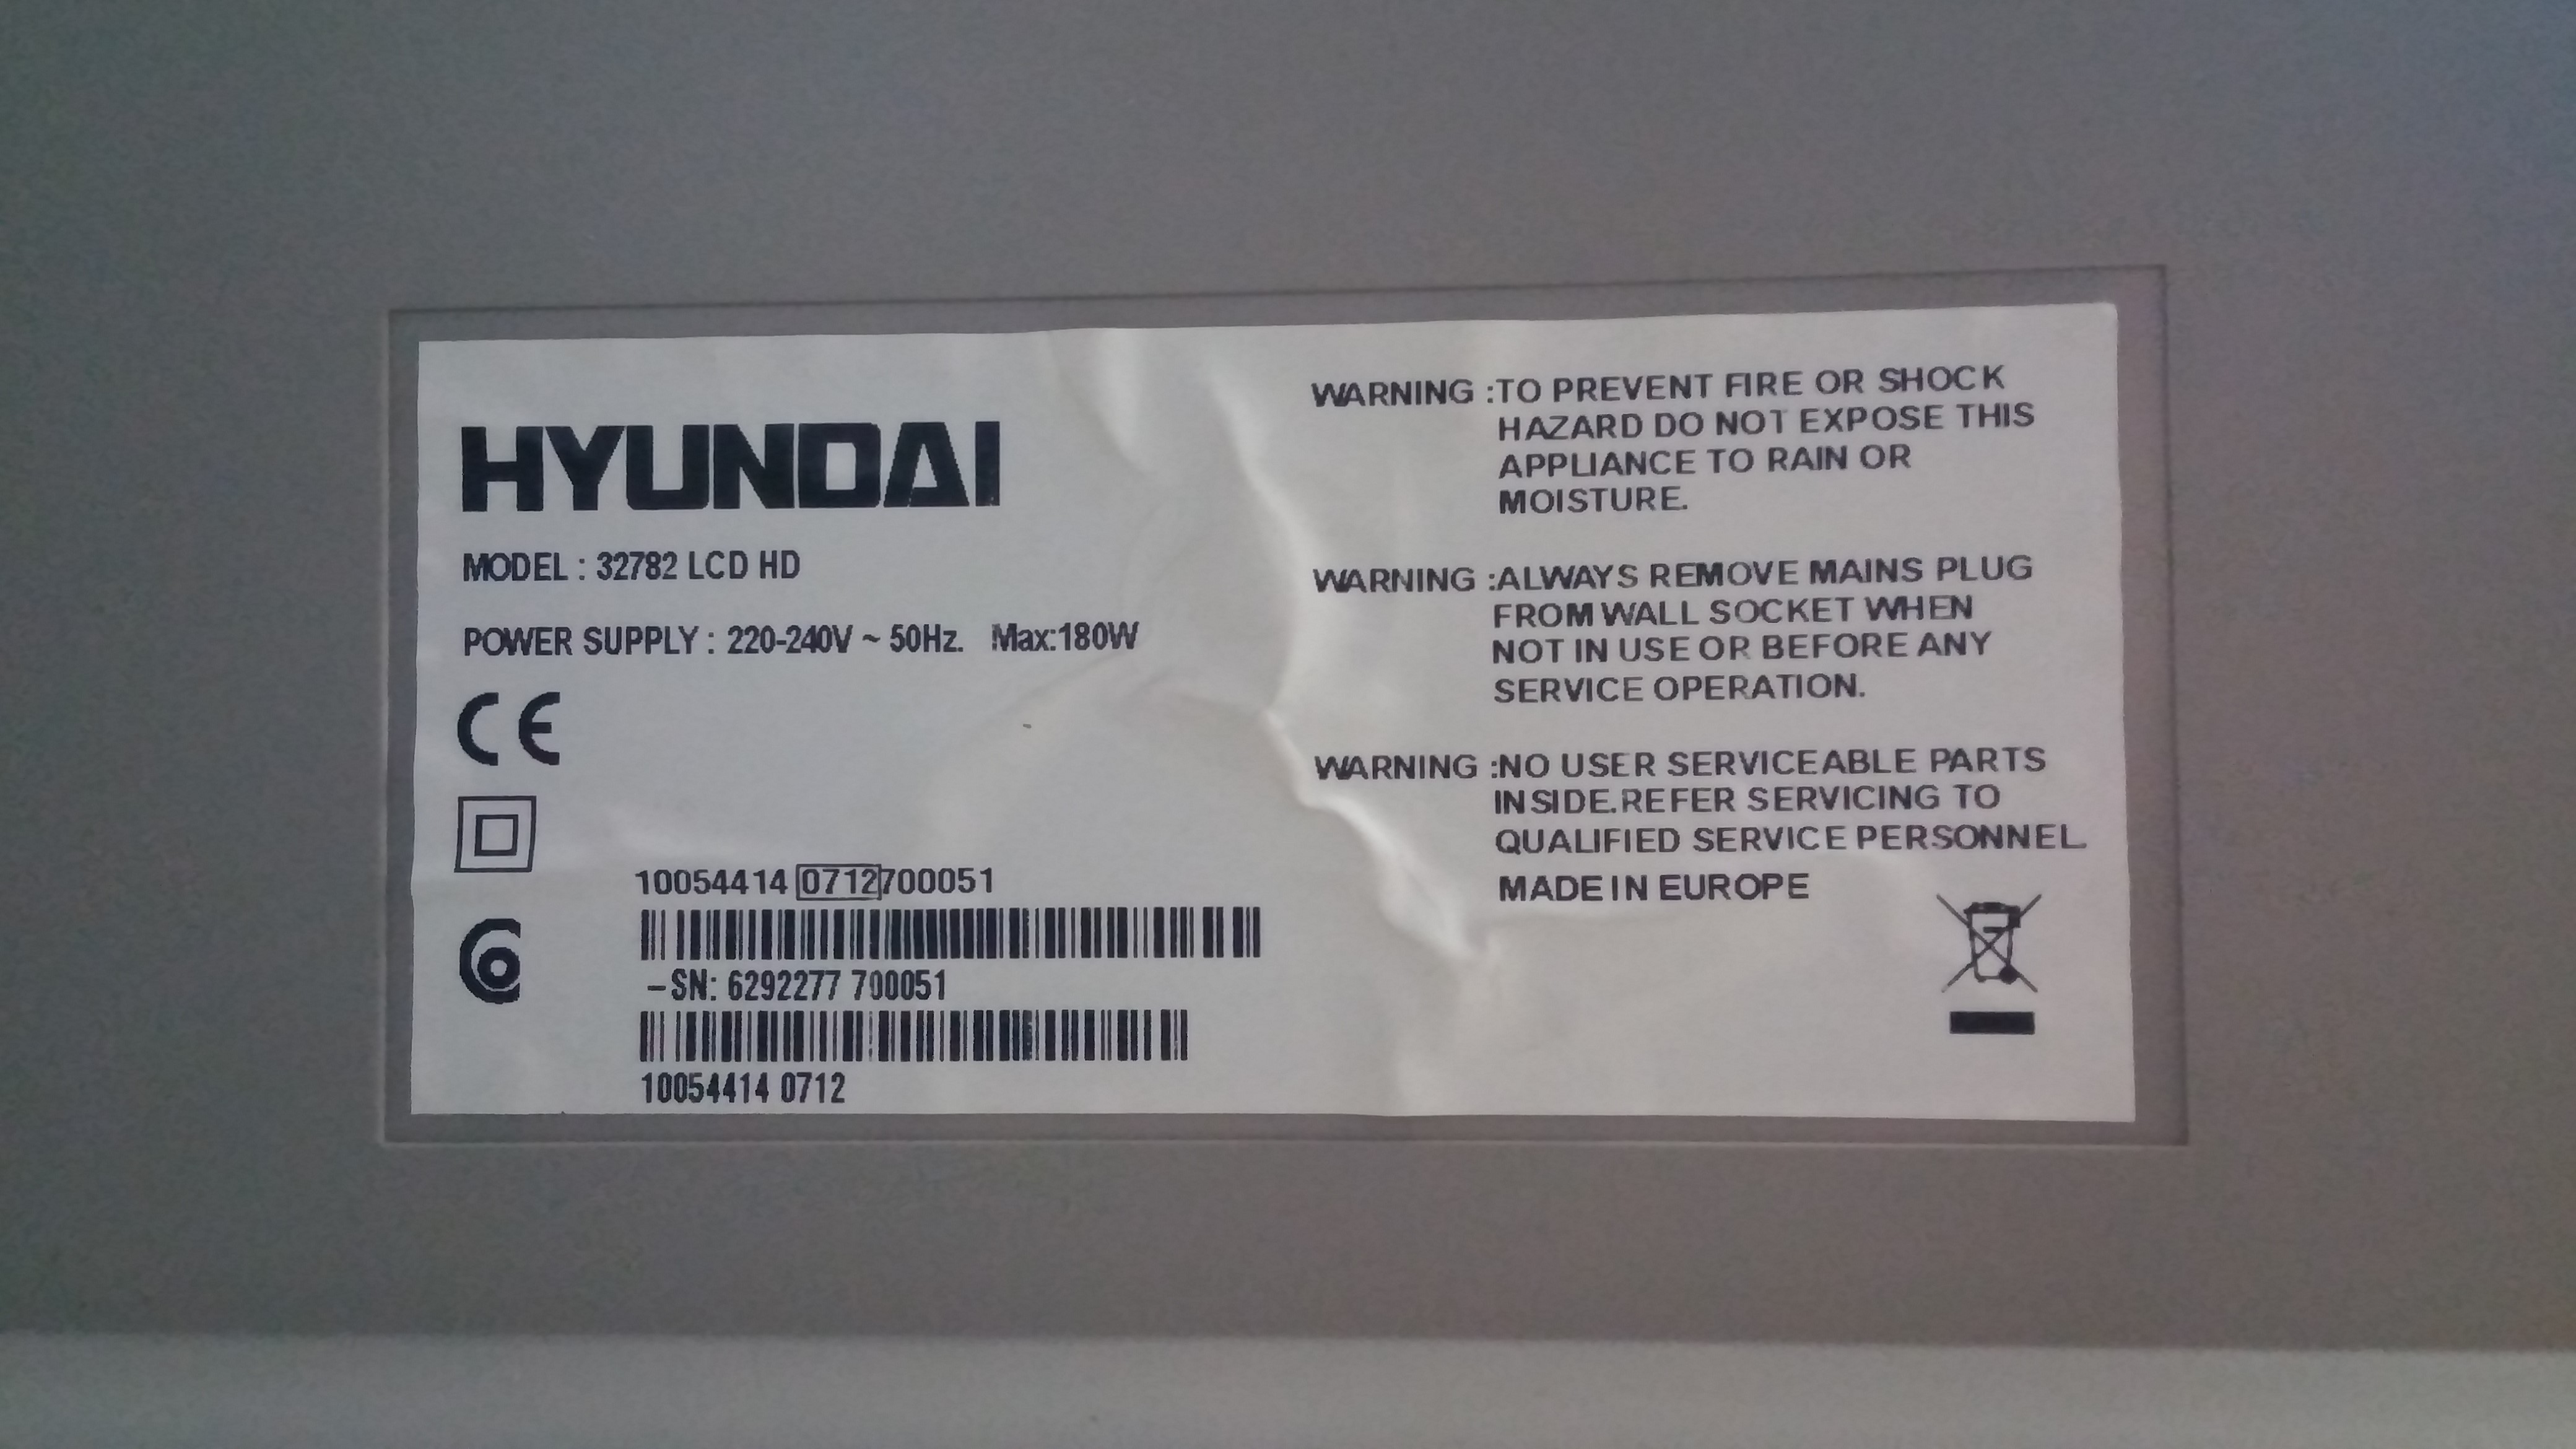 HYUNDAI
MODEL : 32782 LCD HD
POWER SUPPLY : 220-240V ~ 50Hz. Max:180W
CE
10054414 0712 700051
-SN: 6292277 700051
10054414 0712
WARNING :TO PREVENT FIRE OR SHOCK
HAZARD DO NOT EXPOSE THIS
APPLIANCE TO RAIN OR
MOISTURE.
WARNING :ALWAYS REMOVE MAINS PLUG
FROM WALL SOCKET WHEN
NOT IN USE OR BEFORE ANY
SERVICE OPERATION.
WARNING :NO USER SERVICEABLE PARTS
INSIDE.REFER SERVICING TO
QUALIFIED SERVICE PERSONNEL.
MADE IN EUROPE